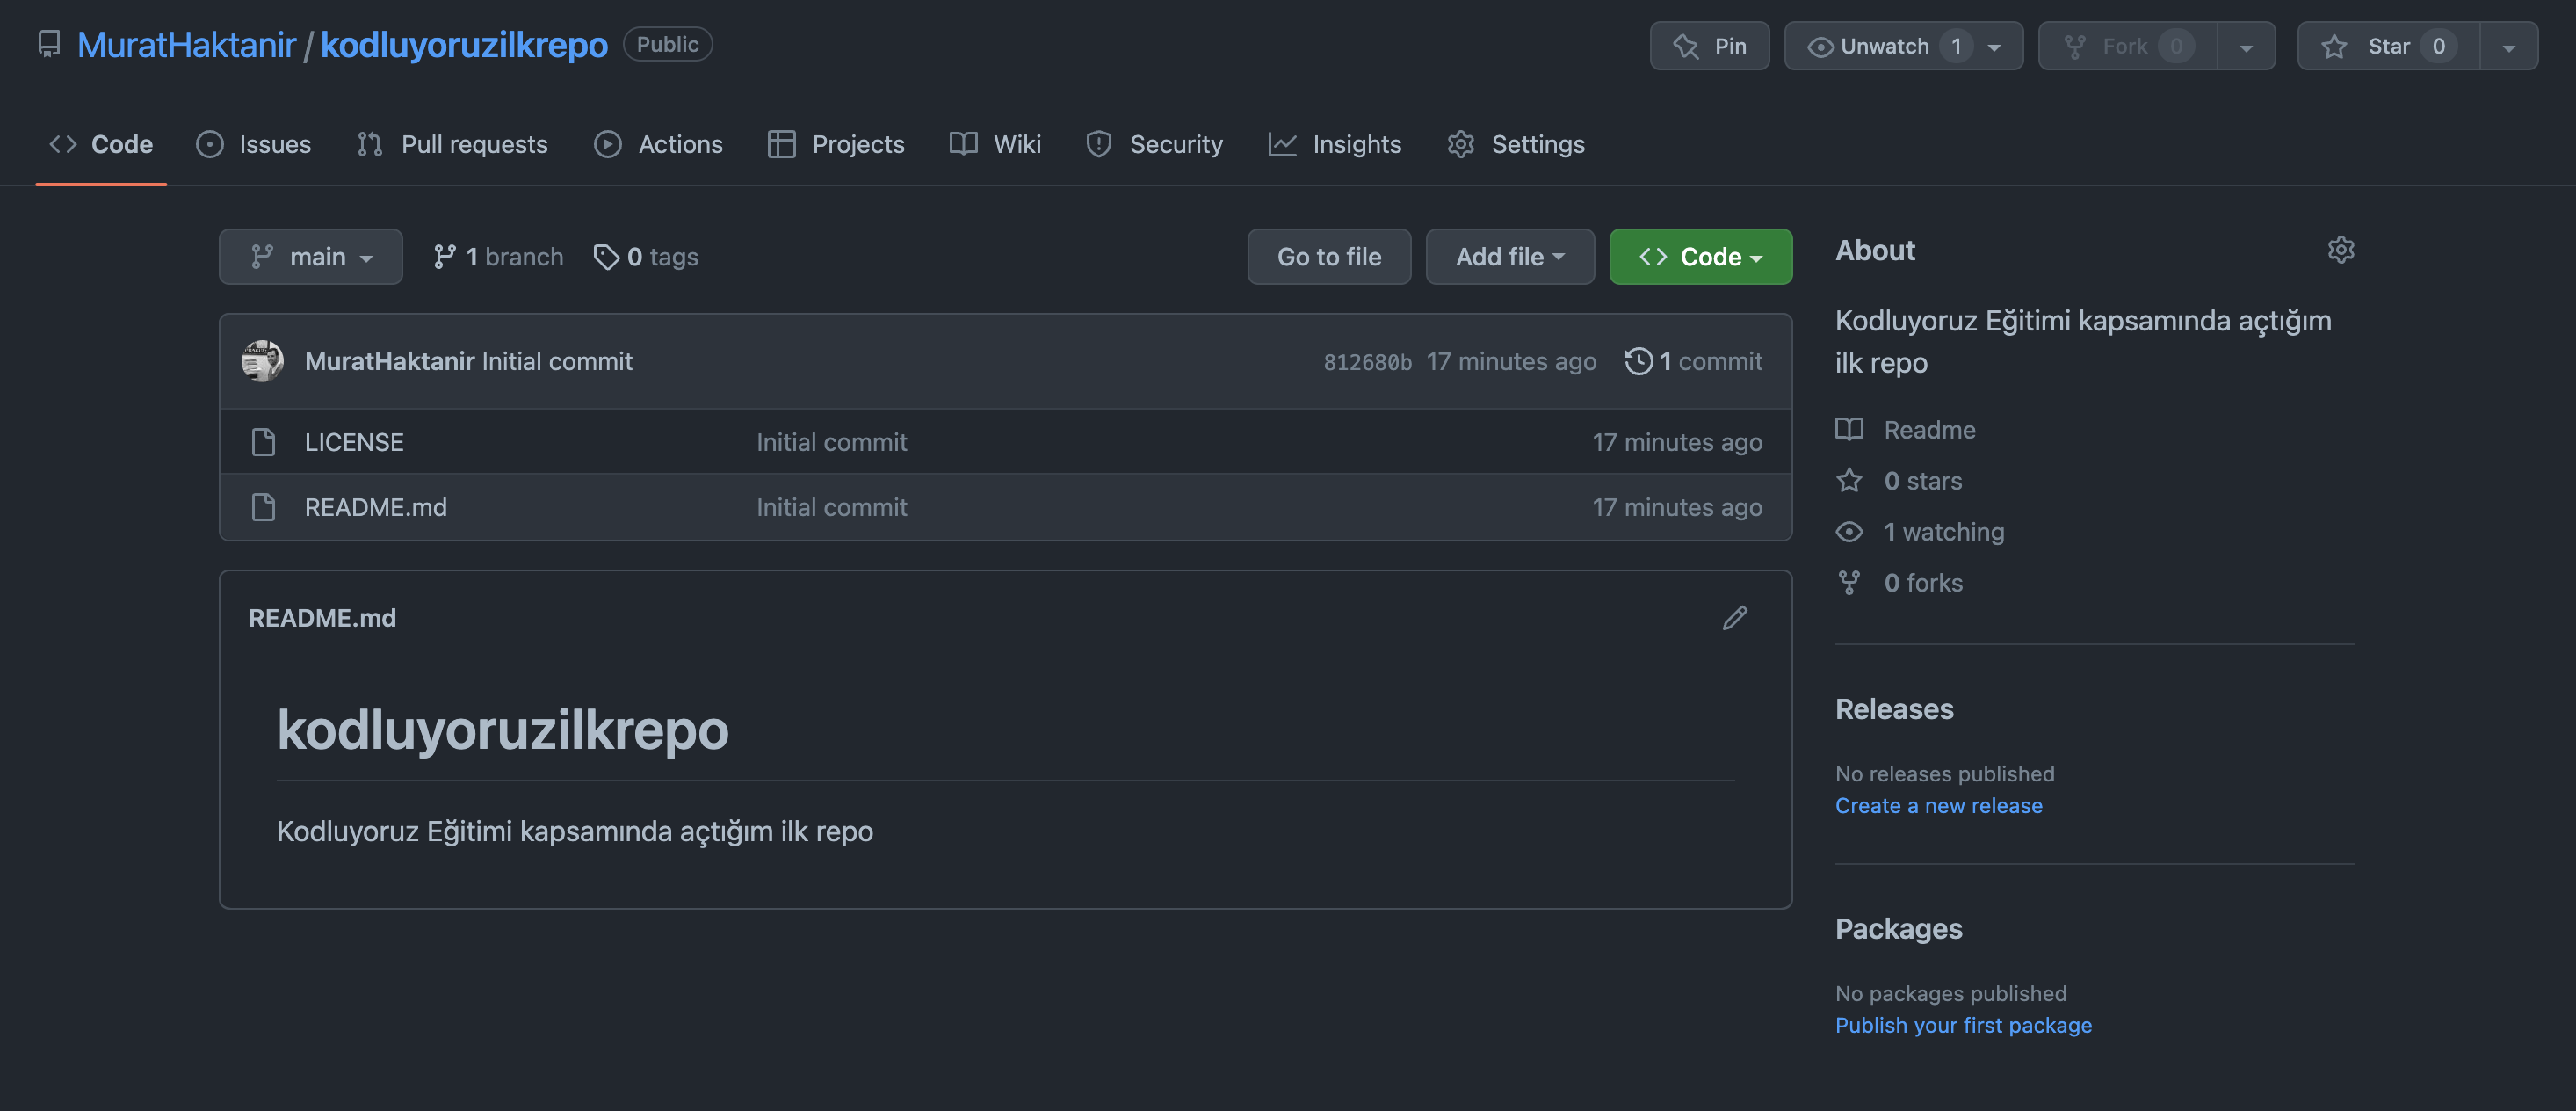 MuratHaktanir / kodluyoruzilkrepo Public
Pin
Unwatch 1
Fork 0
Star 0
Code Issues Pull requests Actions Projects Wiki Security Insights Settings
main 1 branch 0 tags
Go to file Add file Code
MuratHaktanir Initial commit 812680b 17 minutes ago 1 commit
LICENSE Initial commit 17 minutes ago
README.md Initial commit 17 minutes ago
README.md
kodluyoruzilkrepo
Kodluyoruz Eğitimi kapsamında açtığım ilk repo
About
Kodluyoruz Eğitimi kapsamında açtığım
ilk repo
Readme
0 stars
1 watching
0 forks
Releases
No releases published
Create a new release
Packages
No packages published
Publish your first package